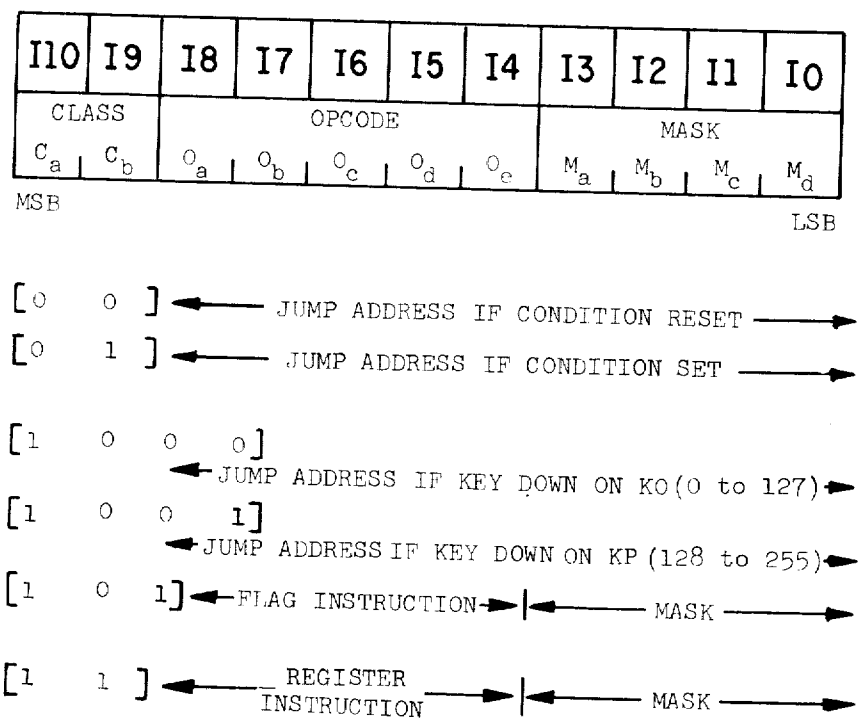 I10 I9 I8 I7 I6 I5 I4 I3 I2 I1 I0
CLASS OPCODE MASK
Ca Cb Oa Ob Oc Od Oe Ma Mb Mc Md
MSB LSB
[0 0 ] JUMP ADDRESS IF CONDITION RESET
[0 1 ] JUMP ADDRESS IF CONDITION SET
[1 0 0 0]
JUMP ADDRESS IF KEY DOWN ON KO (0 to 127)
[1 0 0 1]
JUMP ADDRESS IF KEY DOWN ON KP (128 to 255)
[1 0 1] FLAG INSTRUCTION MASK
[1 1 ] REGISTER
INSTRUCTION MASK